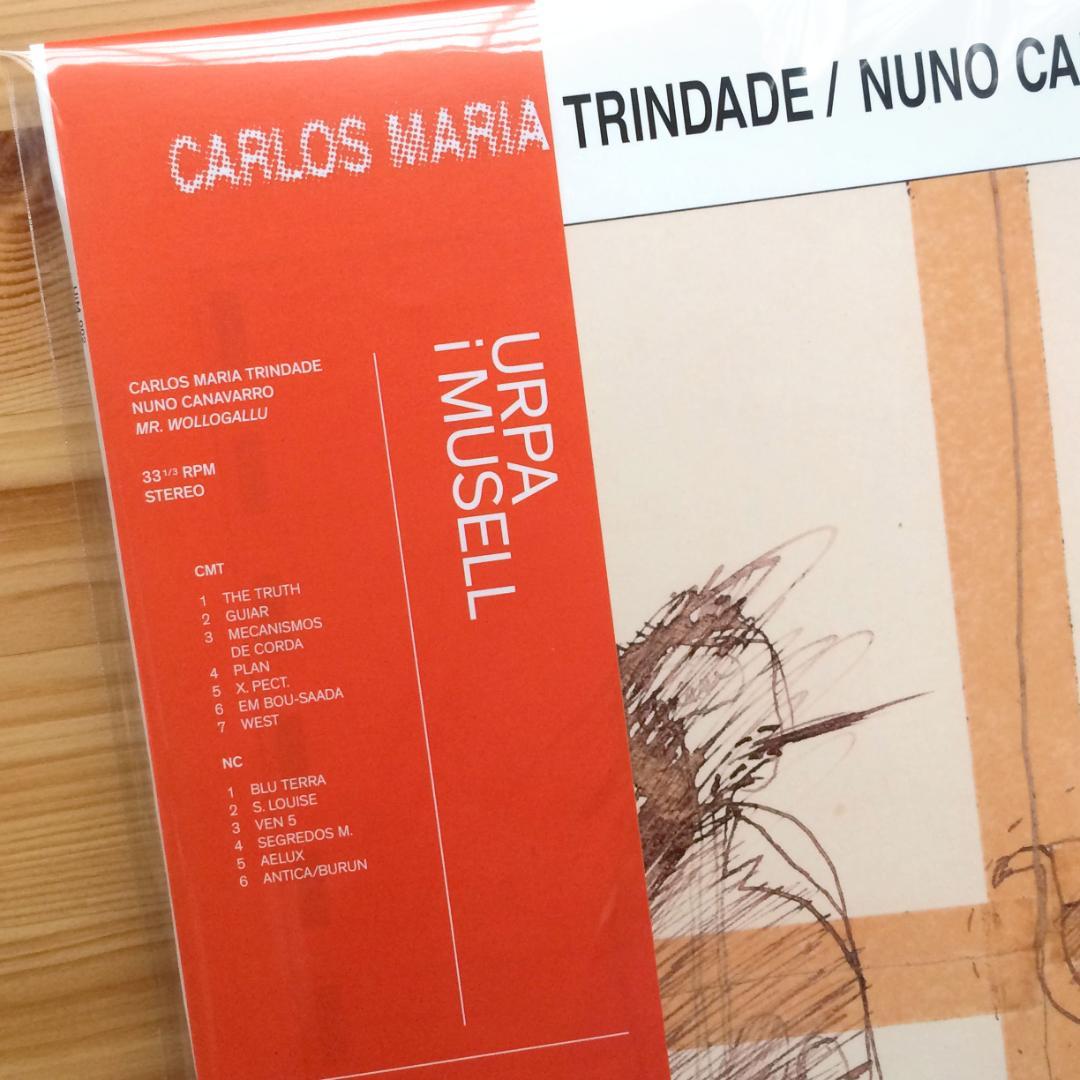 CARLOS MARIA TRINDADE / NUNO CA
URPA
i MUSELL
CARLOS MARIA TRINDADE
NUNO CANAVARRO
MR. WOLLOGALLU
33 1/3 RPM
STEREO
CMT
1 THE TRUTH
2 GUIAR
3 MECANISMOS
DE CORDA
4 PLAN
5 X. PECT.
6 EM BOU-SAADA
7 WEST
NC
1 BLU TERRA
2 S. LOUISE
3 VEN 5
4 SEGREDOS M.
5 AELUX
6 ANTICA/BURUN